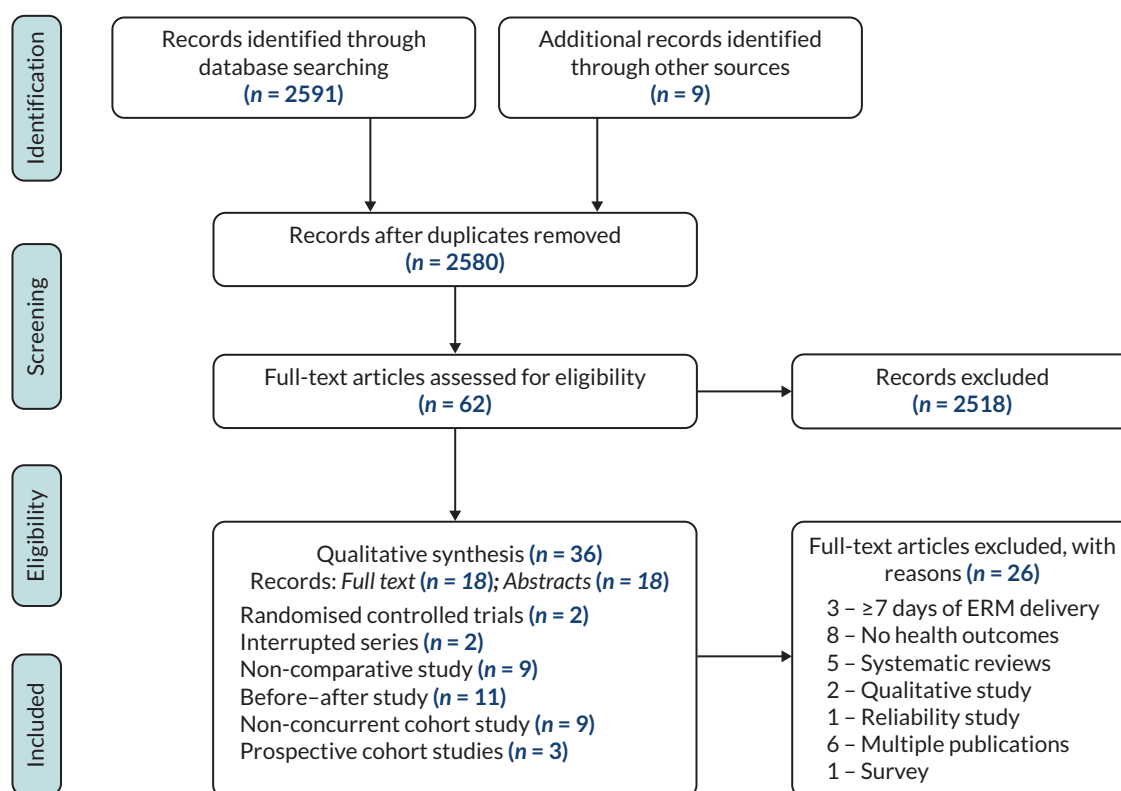 Identification
Records identified through
database searching
(n = 2591)
Additional records identified
through other sources
(n = 9)
Screening
Records after duplicates removed
(n = 2580)
Full-text articles assessed for eligibility
(n = 62)
Records excluded
(n = 2518)
Eligibility
Qualitative synthesis (n = 36)
Records: Full text (n = 18); Abstracts (n = 18)
Randomised controlled trials (n = 2)
Interrupted series (n = 2)
Non-comparative study (n = 9)
Before–after study (n = 11)
Non-concurrent cohort study (n = 9)
Prospective cohort studies (n = 3)
Full-text articles excluded, with
reasons (n = 26)
3 – ≥7 days of ERM delivery
8 – No health outcomes
5 – Systematic reviews
2 – Qualitative study
1 – Reliability study
6 – Multiple publications
1 – Survey
Included